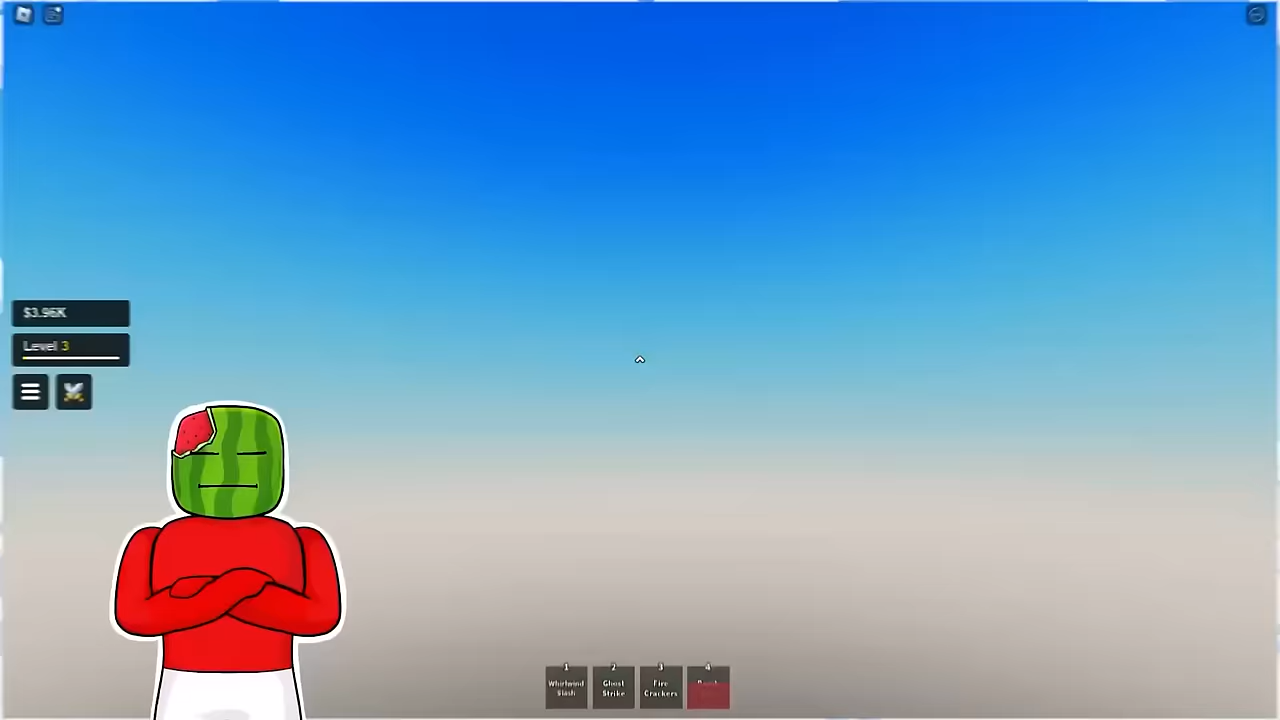 $3.96K
Level 3
1 2 3 4
Whirlwind Slash
Ghost Strike
Fire Crackers